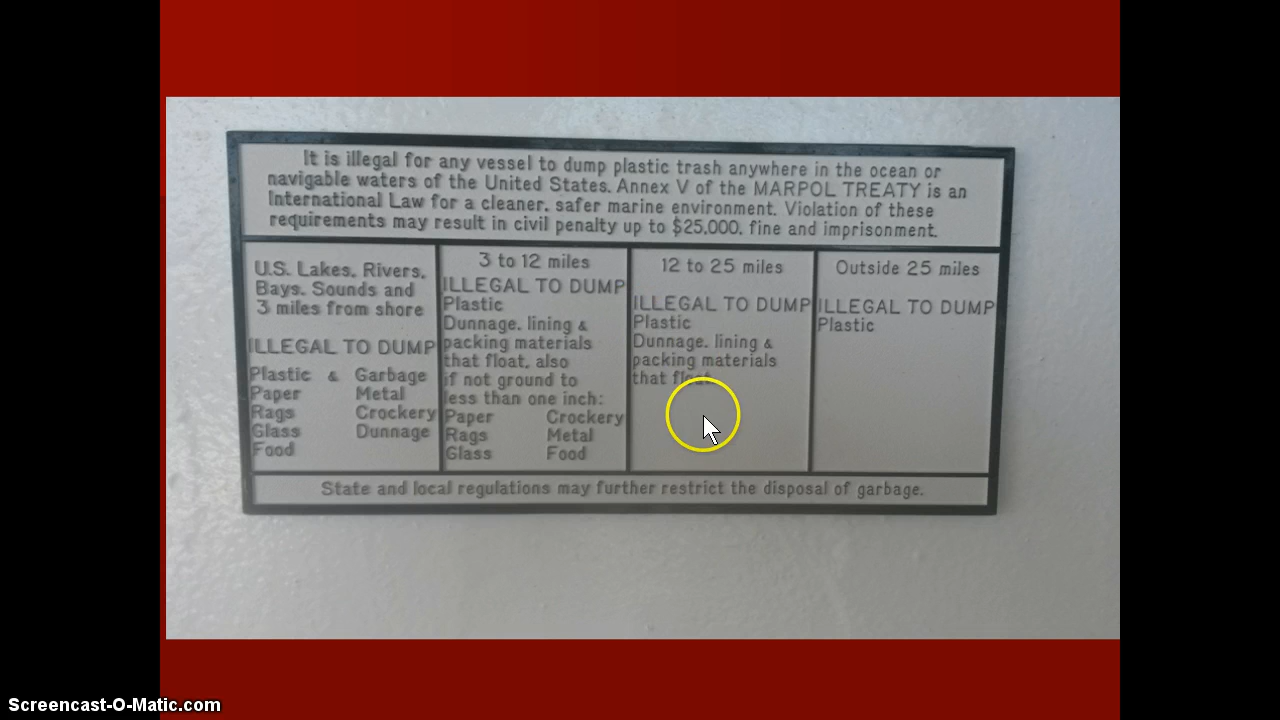 It is illegal for any vessel to dump plastic trash anywhere in the ocean or
navigable waters of the United States. Annex V of the MARPOL TREATY is an
International Law for a cleaner, safer marine environment. Violation of these
requirements may result in civil penalty up to $25,000, fine and imprisonment.
U.S. Lakes, Rivers,
Bays, Sounds and
3 miles from shore
ILLEGAL TO DUMP
Plastic & Garbage
Paper Metal
Rags Crockery
Glass Dunnage
Food
3 to 12 miles
ILLEGAL TO DUMP
Plastic
Dunnage, lining &
packing materials
that float, also
if not ground to
less than one inch:
Paper Crockery
Rags Metal
Glass Food
12 to 25 miles
ILLEGAL TO DUMP
Plastic
Dunnage, lining &
packing materials
that float.
Outside 25 miles
ILLEGAL TO DUMP
Plastic
State and local regulations may further restrict the disposal of garbage.
Screencast-O-Matic.com